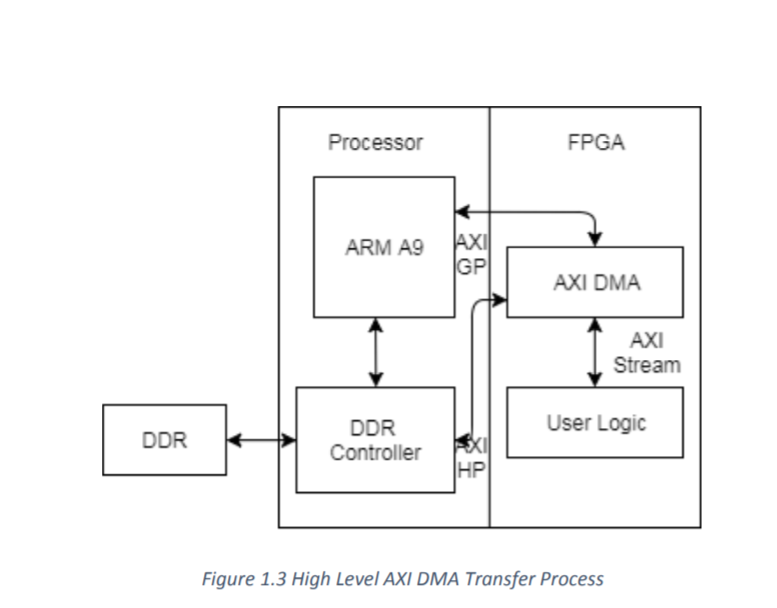 Processor
FPGA
ARM A9
AXI
GP
AXI DMA
AXI
Stream
DDR
DDR
Controller
User Logic
AXI
HP
Figure 1.3 High Level AXI DMA Transfer Process